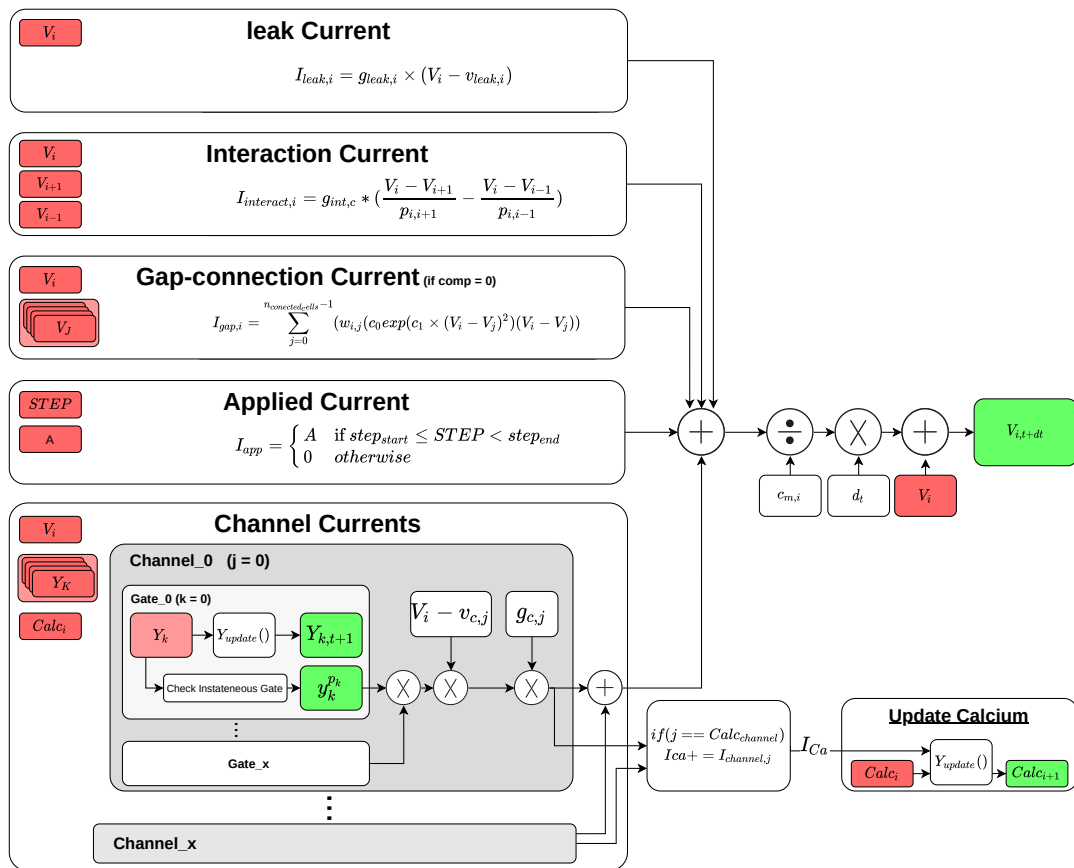 V_i
leak Current
I_{leak,i} = g_{leak,i} × (V_i − v_{leak,i})
V_i
V_{i+1}
V_{i−1}
Interaction Current
I_{interact,i} = g_{int,c} * (\frac{V_i − V_{i+1}}{p_{i,i+1}} − \frac{V_i − V_{i−1}}{p_{i,i−1}})
V_i
V_J
Gap-connection Current (if comp = 0)
I_{gap,i} = \sum_{j=0}^{n_{conected_cells}−1} (w_{i,j}(c_0exp(c_1 × (V_i − V_j)^2)(V_i − V_j))
STEP
A
Applied Current
I_{app} = { A if step_{start} ≤ STEP < step_{end}
0 otherwise
+
÷
×
+
V_{i,t+dt}
c_{m,i}
d_t
V_i
V_i
Y_K
Calc_i
Channel Currents
Channel_0 (j = 0)
Gate_0 (k = 0)
Y_k
Y_{update}()
Y_{k,t+1}
Check Instateneous Gate
y_k^{p_k}
V_i − v_{c,j}
g_{c,j}
×
×
×
+
...
Gate_x
...
Channel_x
if(j == Calc_{channel})
Ica+ = I_{channel,j}
I_{Ca}
Update Calcium
Calc_i
Y_{update}()
Calc_{i+1}